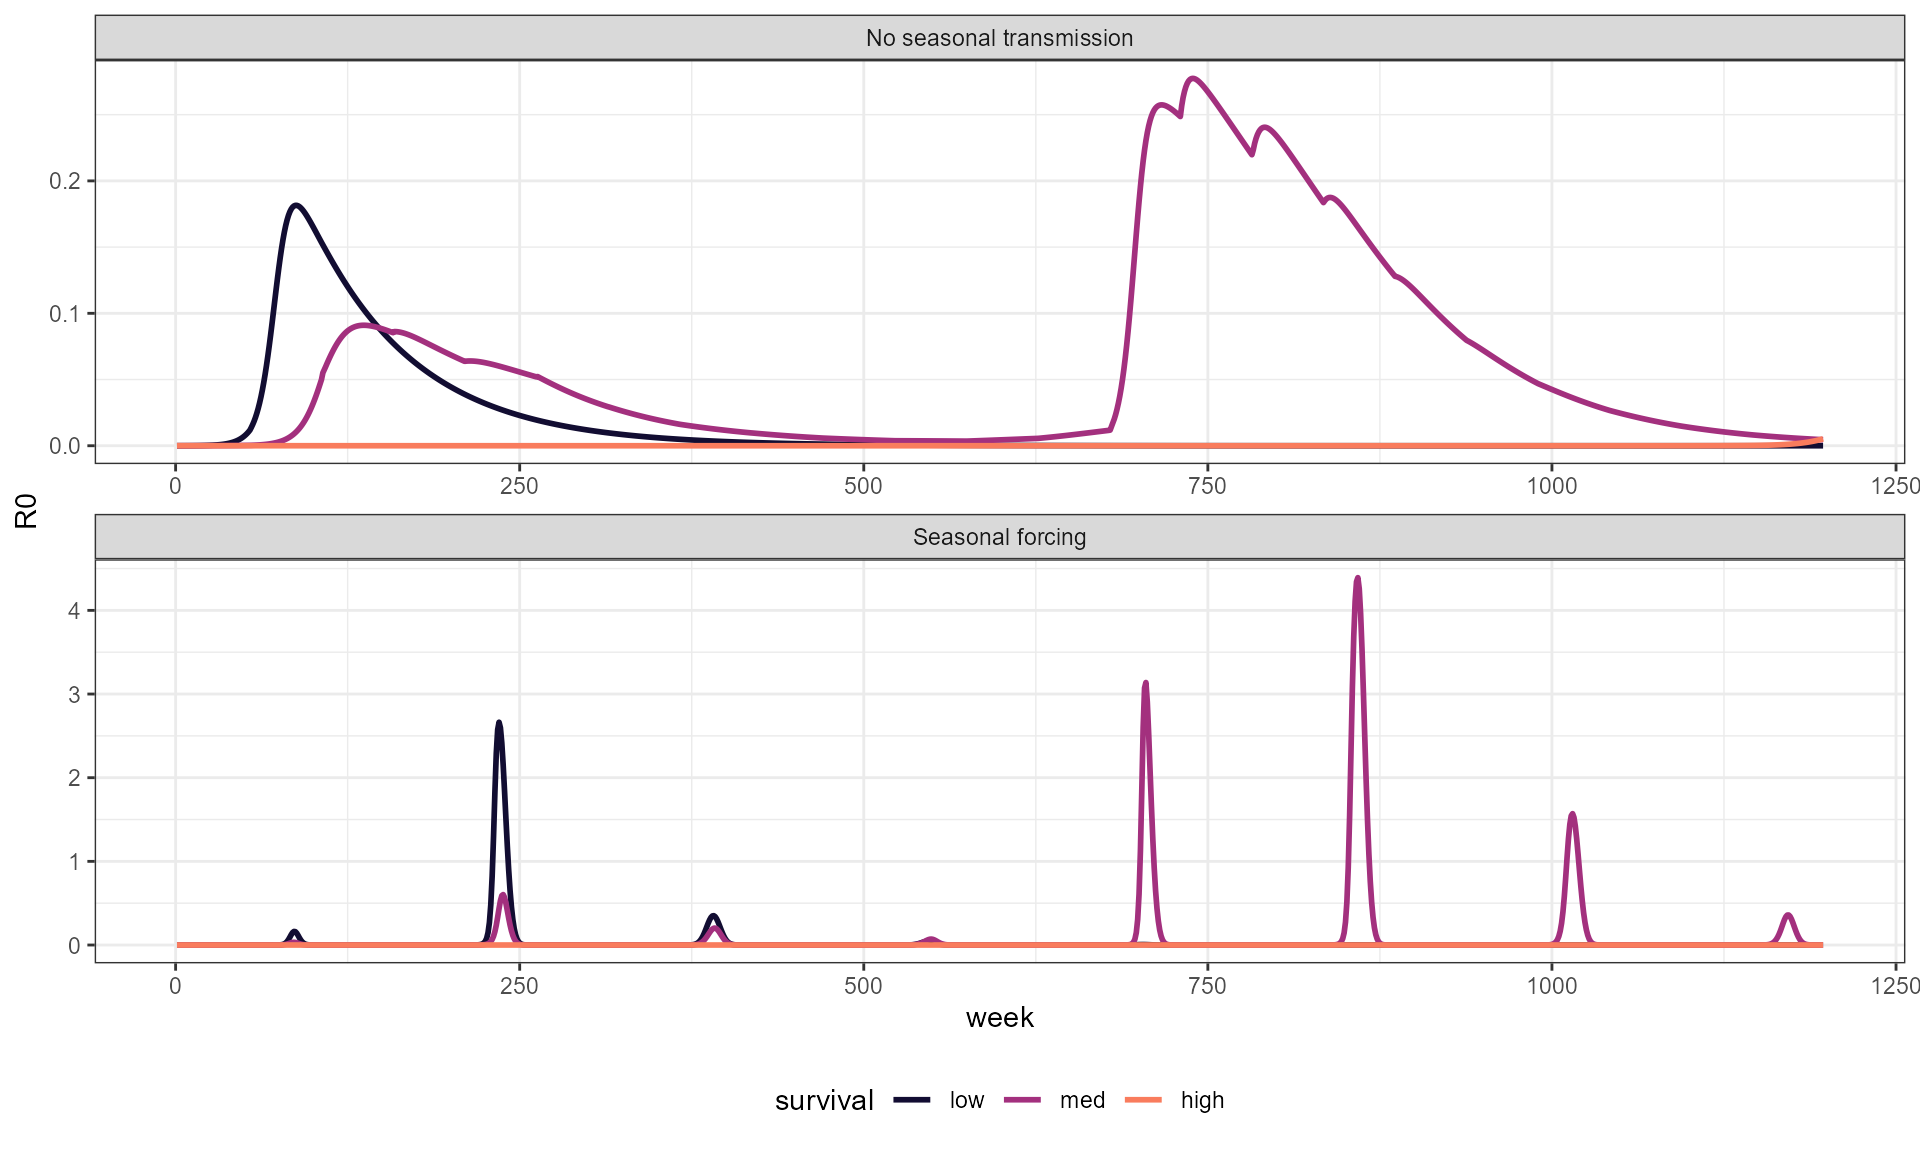 No seasonal transmission
0.2
0.1
0.0
0 250 500 750 1000 1250
R0
Seasonal forcing
4
3
2
1
0
0 250 500 750 1000 1250
week
survival low med high